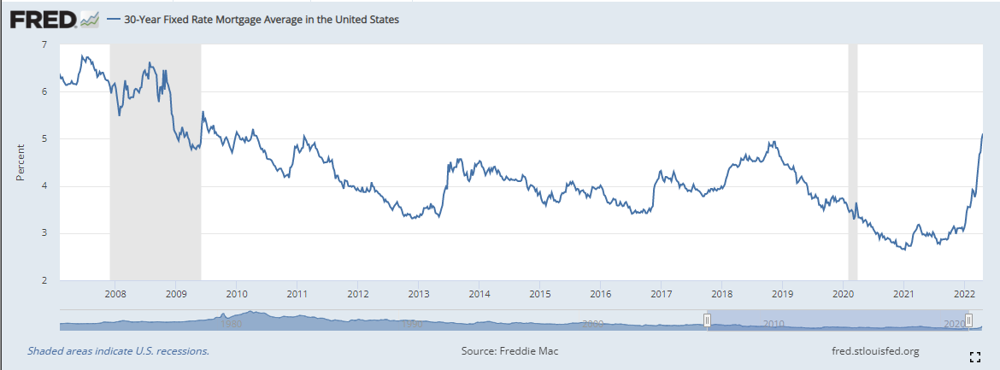 FRED 30-Year Fixed Rate Mortgage Average in the United States
7
6
5
4
3
2
Percent
2008 2009 2010 2011 2012 2013 2014 2015 2016 2017 2018 2019 2020 2021 2022
1980 1990 2000 2010 2020
Shaded areas indicate U.S. recessions. Source: Freddie Mac fred.stlouisfed.org